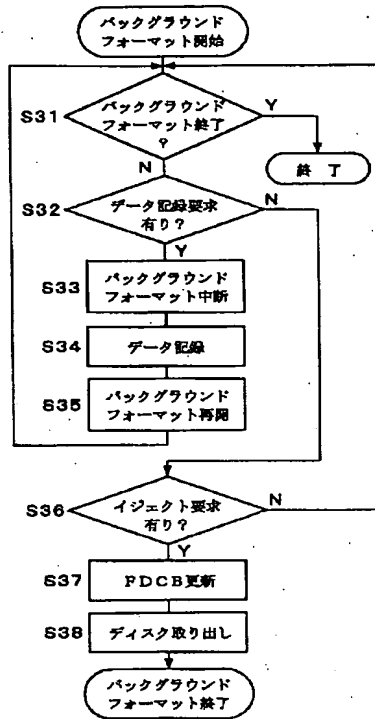 バックグラウンド
フォーマット開始
S31
バックグラウンド
フォーマット終了
?
Y
N
終 了
S32
データ記録要求
有り?
N
Y
S33
バックグラウンド
フォーマット中断
S34
データ記録
S35
バックグラウンド
フォーマット再開
S36
イジェクト要求
有り?
N
Y
S37
FDCB更新
S38
ディスク取り出し
バックグラウンド
フォーマット終了